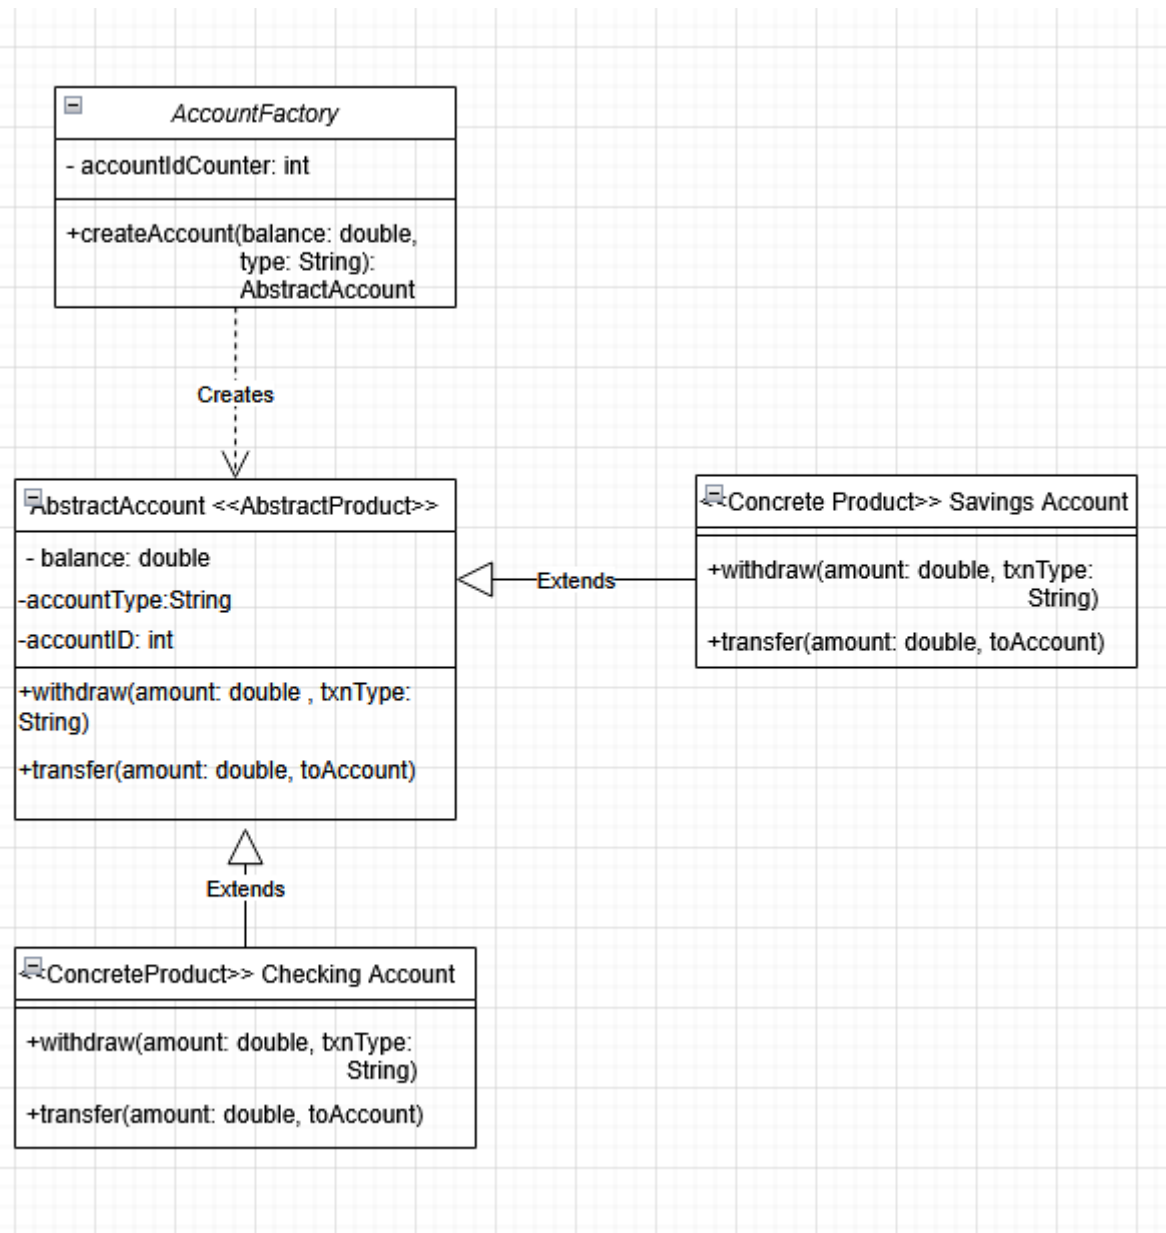 AccountFactory
- accountIdCounter: int
+createAccount(balance: double,
type: String):
AbstractAccount
Creates
AbstractAccount <<AbstractProduct>>
- balance: double
-accountType:String
-accountID: int
+withdraw(amount: double , txnType:
String)
+transfer(amount: double, toAccount)
Extends
<<Concrete Product>> Savings Account
+withdraw(amount: double, txnType:
String)
+transfer(amount: double, toAccount)
Extends
<<ConcreteProduct>> Checking Account
+withdraw(amount: double, txnType:
String)
+transfer(amount: double, toAccount)